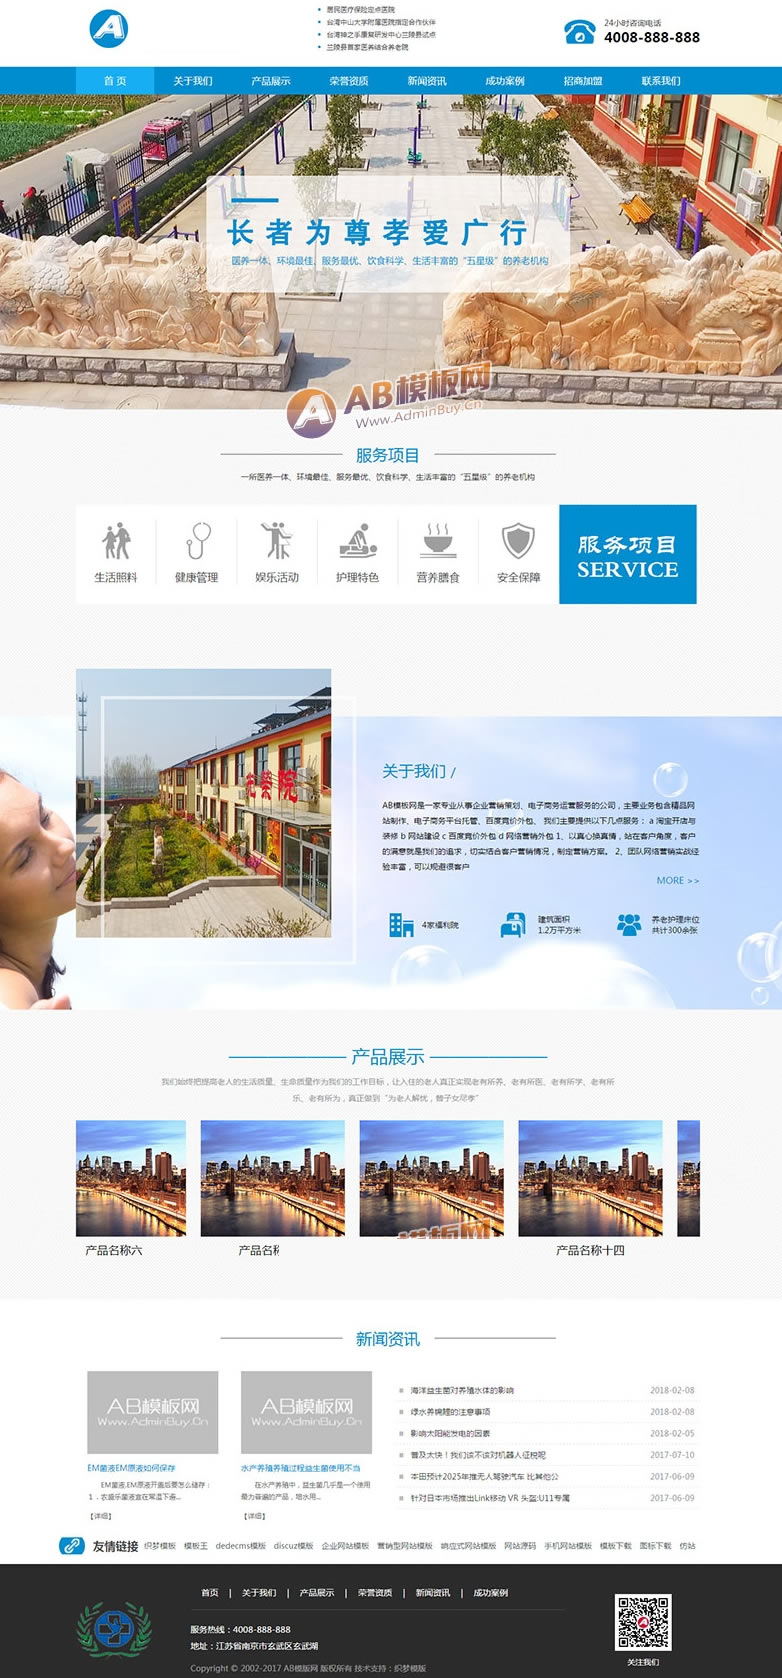 居民医疗保险定点医院
台湾中山大学附属医院指定合作伙伴
台湾神之手康复研发中心兰陵县试点
兰陵县首家医养结合养老院
24小时咨询电话
4008-888-888
首 页 关于我们 产品展示 荣誉资质 新闻资讯 成功案例 招商加盟 联系我们
长者为尊孝爱广行
医养一体、环境最佳、服务最优、饮食科学、生活丰富的“五星级”的养老机构
AB模板网
Www.AdminBuy.Cn
服务项目
一所医养一体、环境最佳、服务最优、饮食科学、生活丰富的“五星级”的养老机构
生活照料 健康管理 娱乐活动 护理特色 营养膳食 安全保障
服务项目
SERVICE
光榮院
关于我们 /
AB模板网是一家专业从事企业营销策划、电子商务运营服务的公司，主要业务包含精品网
站制作、电子商务平台托管、百度竞价外包、 我们主要提供以下几点服务： a 淘宝开店与
装修 b 网站建设 c 百度竞价外包 d 网络营销外包 1、以真心换真情，站在客户角度，客户
的满意就是我们的追求，切实结合客户营销情况，制定营销方案。 2、团队网络营销实战经
验丰富，可以规避很客户
MORE >>
4家福利院
建筑面积
1.2万平方米
养老护理床位
共计300余张
产品展示
我们始终把提高老人的生活质量、生命质量作为我们的工作目标，让入住的老人真正实现老有所养、老有所医、老有所学、老有所
乐、老有所为，真正做到“为老人解忧，替子女尽孝”
模板网
产品名称六 产品名称 产品名称十四
新闻资讯
AB模板网
Www.AdminBuy.Cn
AB模板网
Www.AdminBuy.Cn
EM菌液EM原液如何保存
EM菌液,EM原液开盖后要怎么储存：
1．农盛乐菌液宜在常温下密...
【详细】
水产养殖养殖过程益生菌使用不当
在水产养殖中，益生菌几乎是一个使用
最为普遍的产品，培水用...
【详细】
海洋益生菌对养殖水体的影响 2018-02-08
绿水养锦鲤的注意事项 2018-02-08
影响太阳能发电的因素 2018-02-05
普及太快！我们该不该对机器人征税呢 2017-07-10
本田预计2025年推无人驾驶汽车 比其他公 2017-06-09
针对日本市场推出Link移动 VR 头盔:U11专属 2017-06-09
友情链接 织梦模板 模板王 dedecms模版 discuz模版 企业网站模板 营销型网站模板 响应式网站模板 网站源码 手机网站模板 模版下载 图标下载 仿站
首页 | 关于我们 | 产品展示 | 荣誉资质 | 新闻资讯 | 成功案例
服务热线：4008-888-888
地址：江苏省南京市玄武区玄武湖
Copyright © 2002-2017 AB模版网 版权所有 技术支持：织梦模版
关注我们